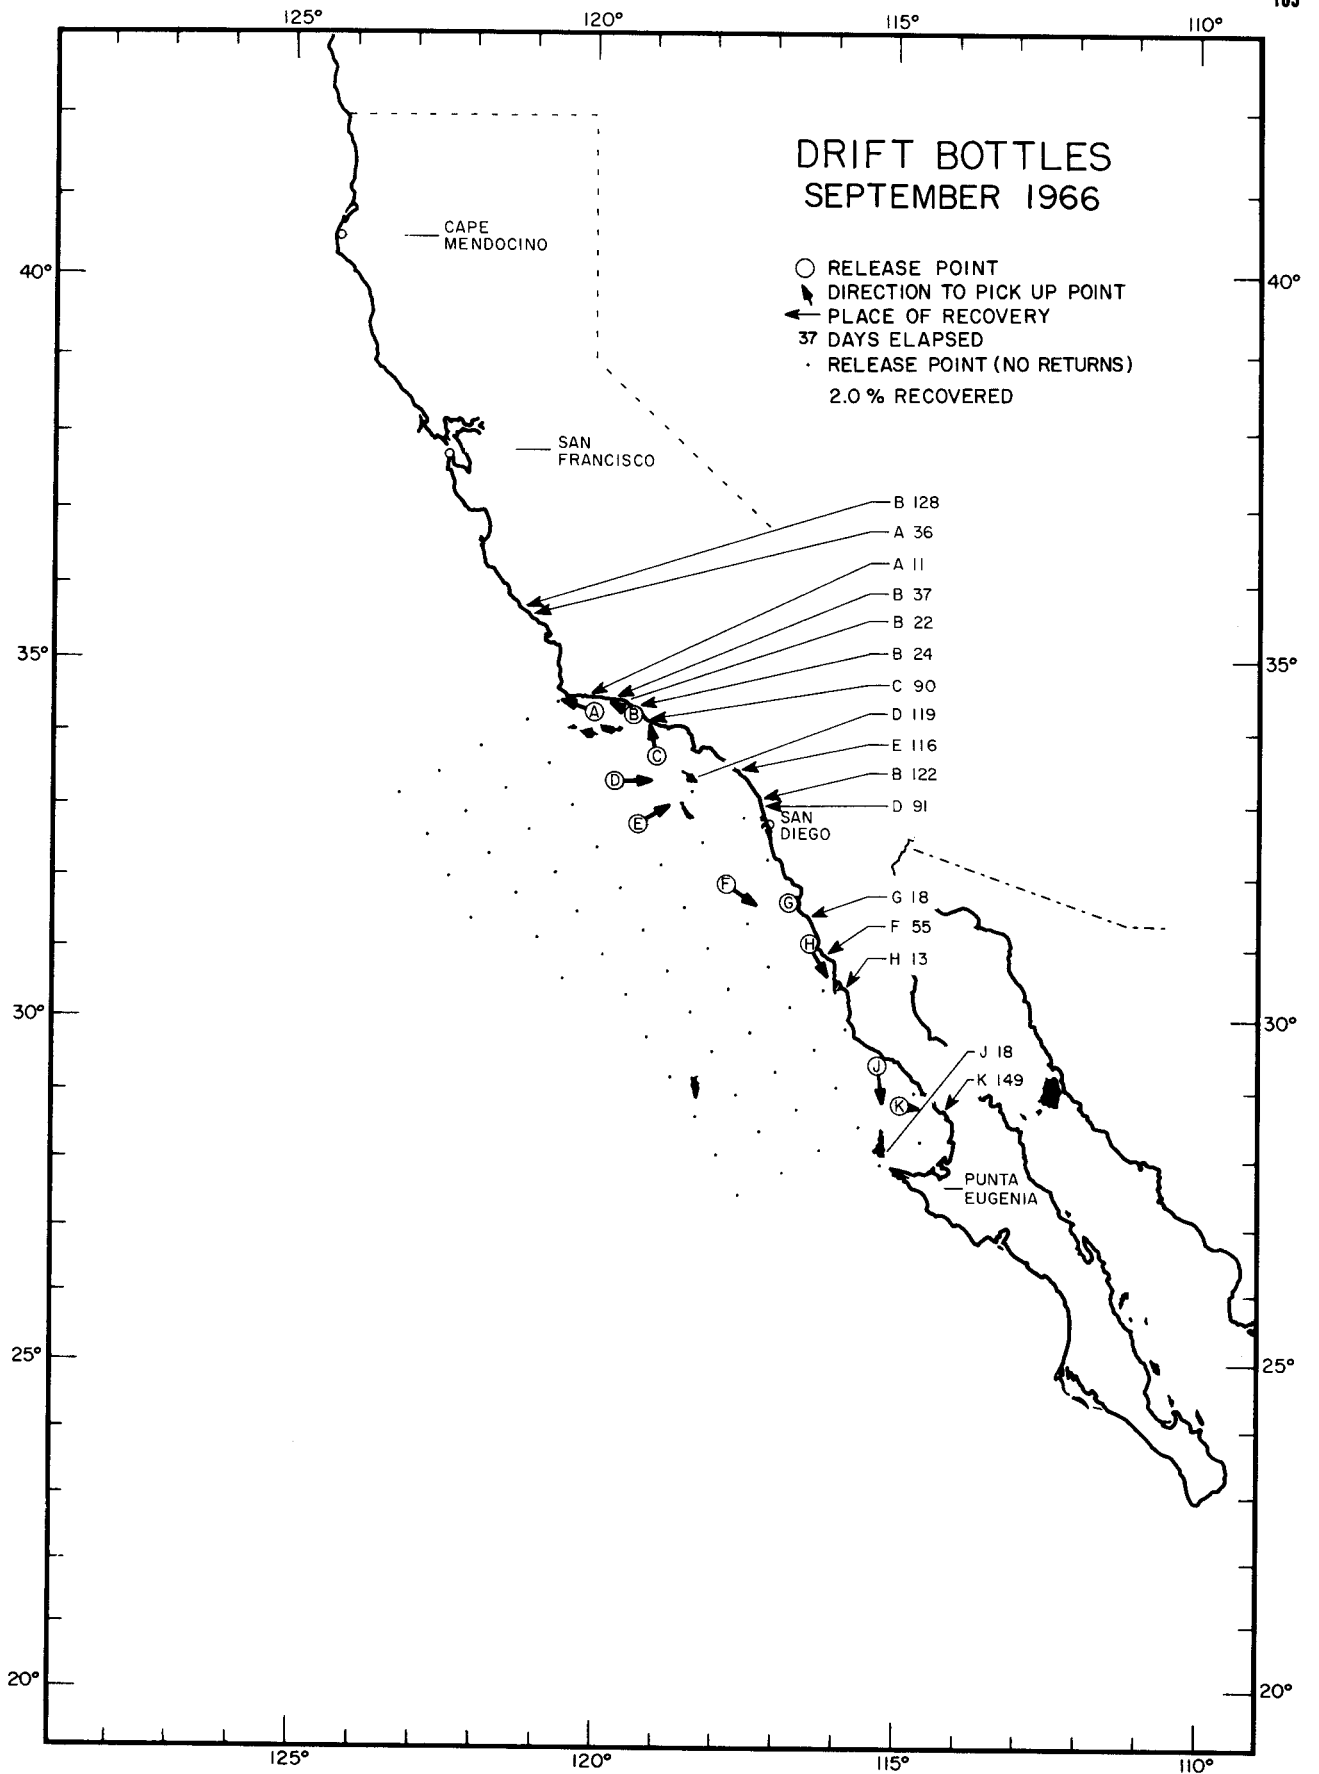 125° 120° 115° 110°
DRIFT BOTTLES
SEPTEMBER 1966
CAPE
MENDOCINO
RELEASE POINT
40° 40°
DIRECTION TO PICK UP POINT
PLACE OF RECOVERY
37 DAYS ELAPSED
RELEASE POINT (NO RETURNS)
2.0 % RECOVERED
SAN
FRANCISCO
B 128
A 36
A 11
B 37
B 22
35° B 24 35°
C 90
A B D 119
C E 116
D B 122
D 91
E SAN
DIEGO
F
G G 18
F 55
H H 13
30° 30°
J J 18
K K 149
PUNTA
EUGENIA
25° 25°
20° 20°
125° 120° 115° 110°